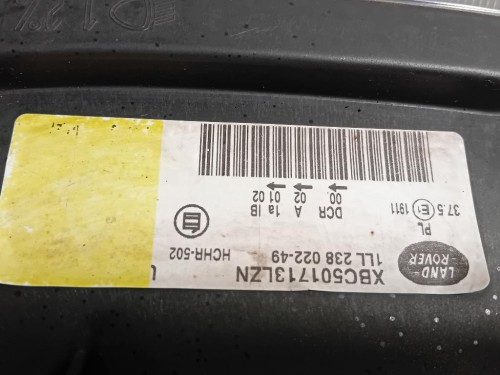 LAND-
ROVER
XBC501713LZN
1LL 238 022-49
HCHR-502
PL
37.5 E1 1911
DCR 00
A 02
1a IB 01 02